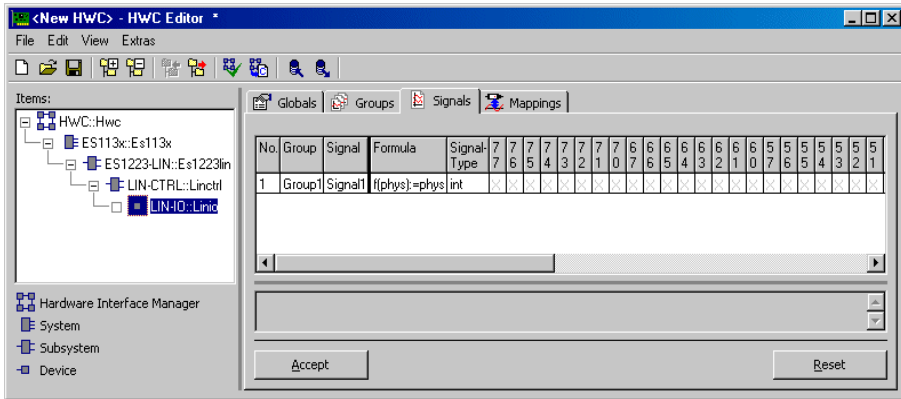 <New HWC> - HWC Editor *
File Edit View Extras
Items:
HWC::Hwc
ES113x::Es113x
ES1223-LIN::Es1223lin
LIN-CTRL::Linctrl
LIN-IO::Linio
Hardware Interface Manager
System
Subsystem
Device
Globals Groups Signals Mappings
No. Group Signal Formula Signal- 7 7 7 7 7 7 7 7 6 6 6 6 6 6 6 6 5 5 5 5 5 5 5
Type 7 6 5 4 3 2 1 0 7 6 5 4 3 2 1 0 7 6 5 4 3 2 1
1 Group1 Signal1 f(phys):=phys int X X X X X X X X X X X X X X X X X X X X X X X
Accept Reset